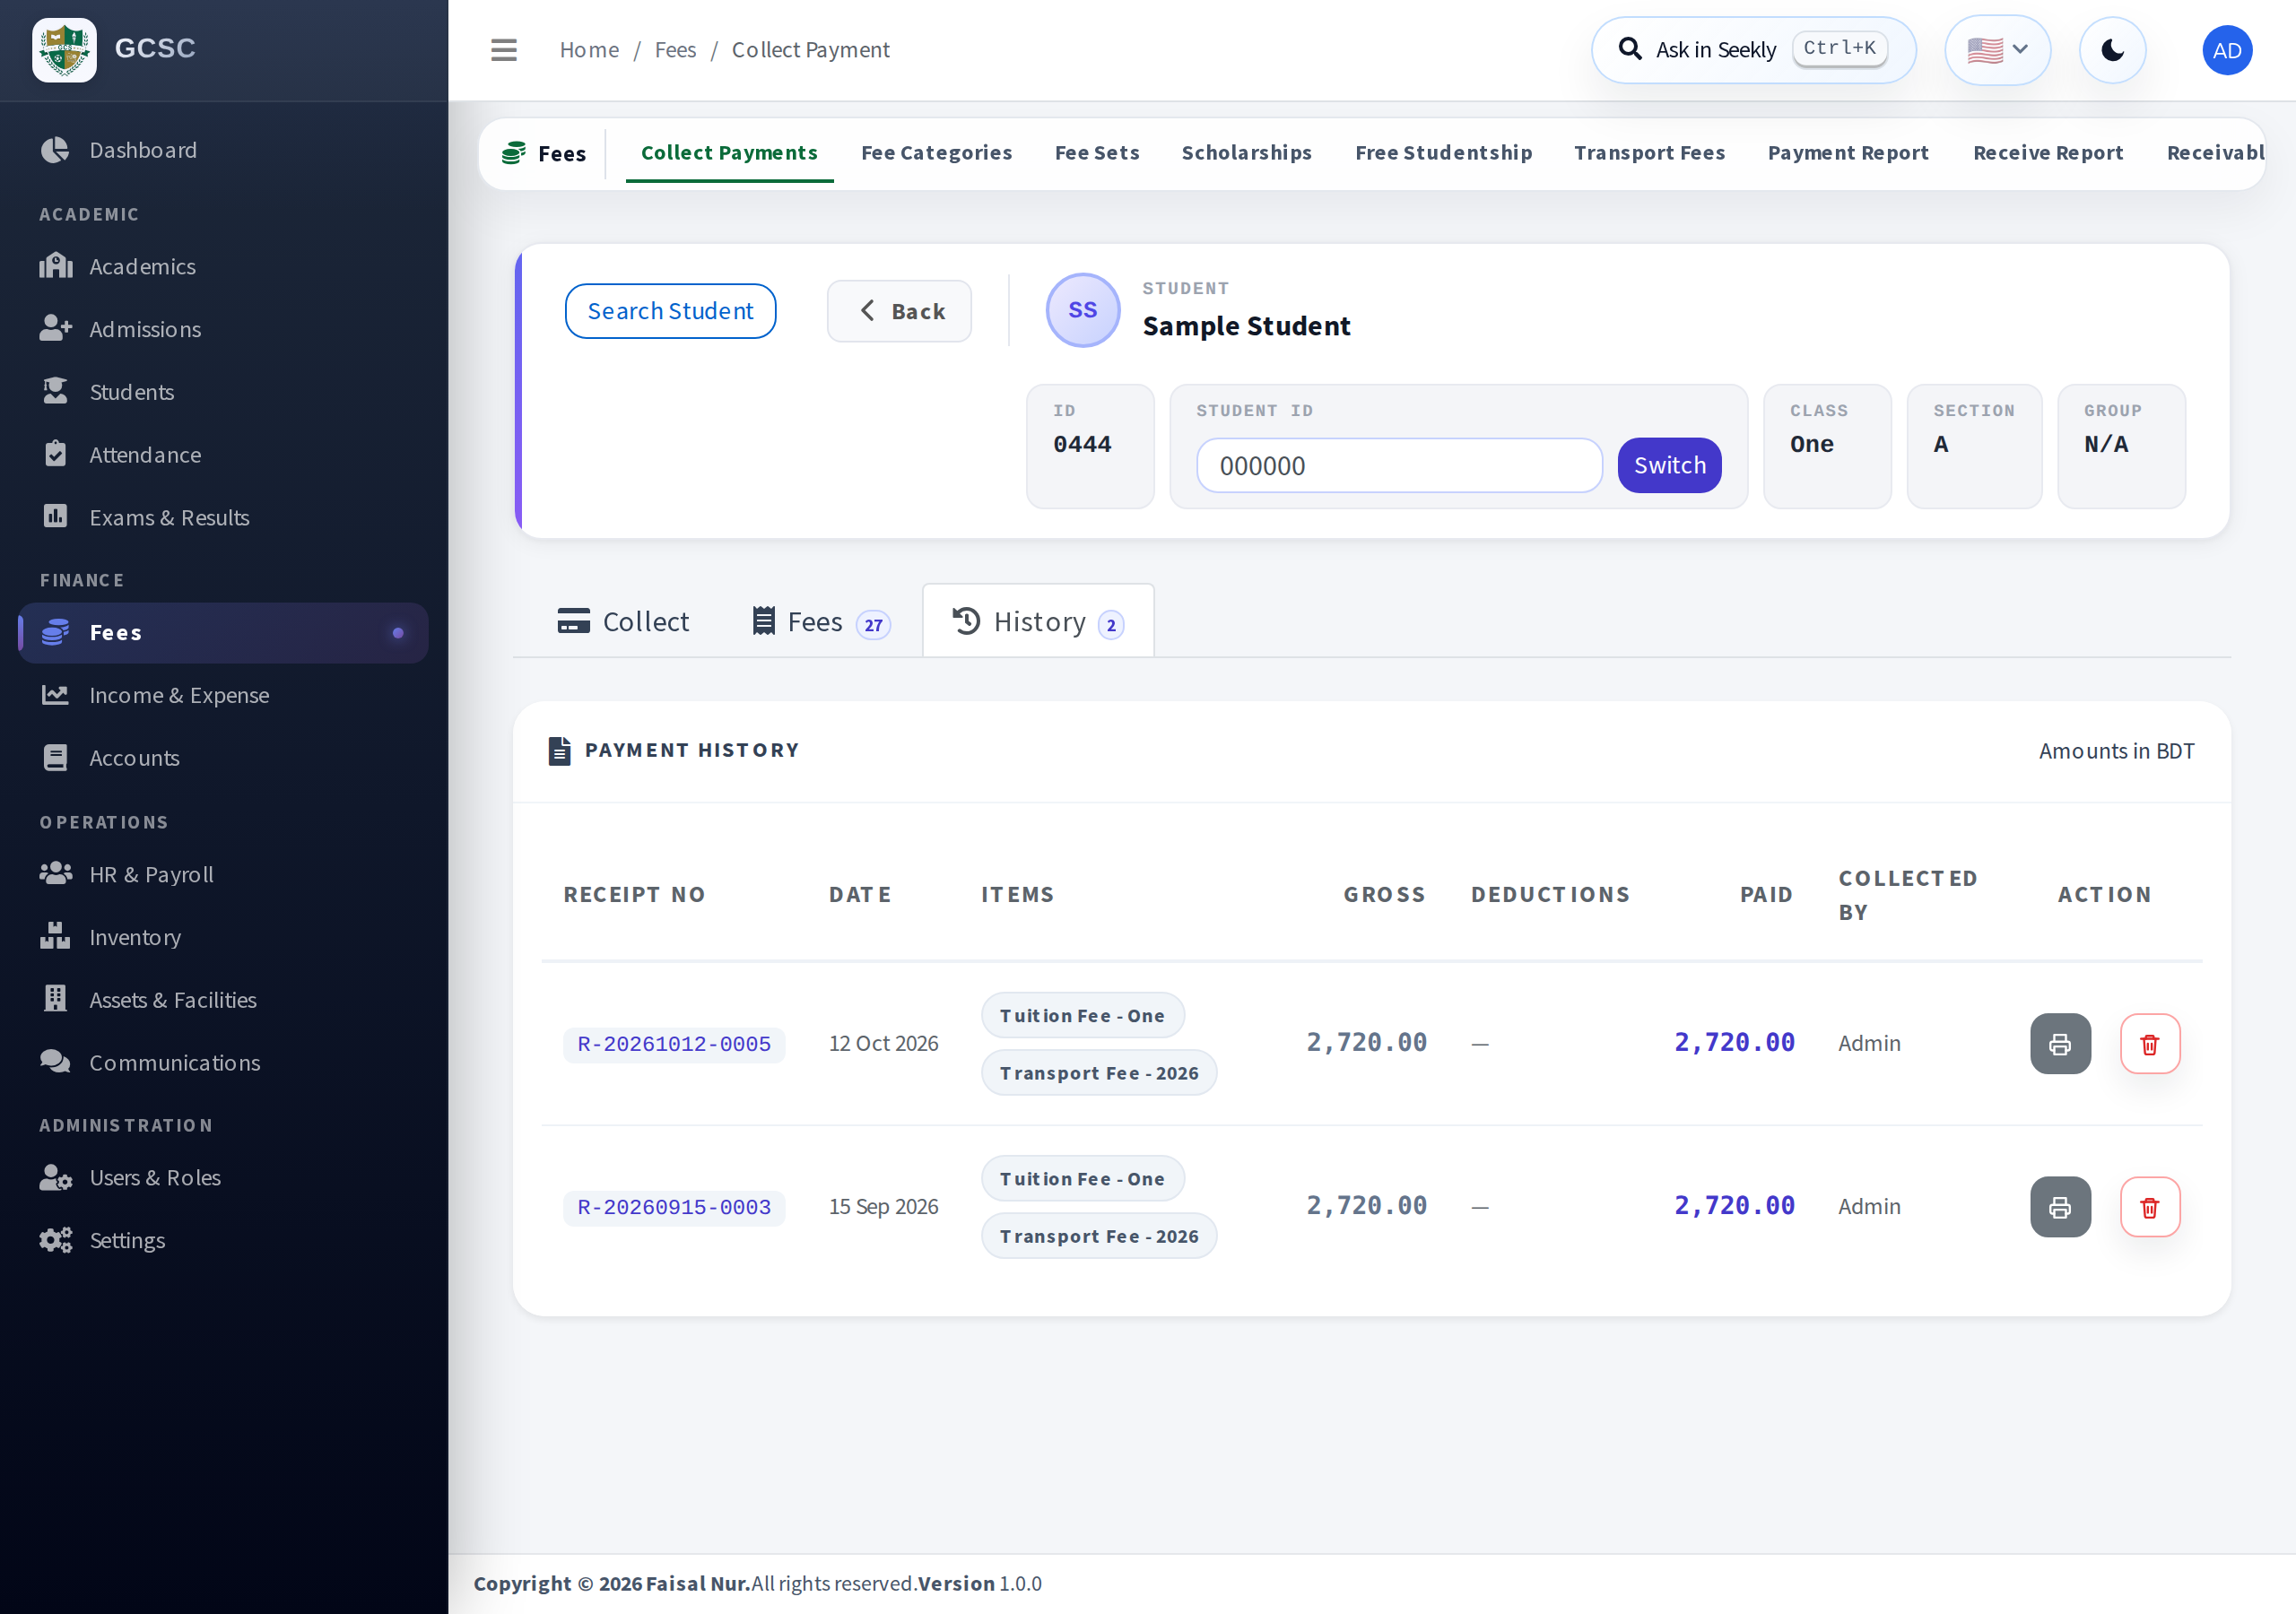 GCSC
Home / Fees / Collect Payment
Ask in Seekly Ctrl+K
AD
Dashboard
ACADEMIC
Academics
Admissions
Students
Attendance
Exams & Results
FINANCE
Fees
Income & Expense
Accounts
OPERATIONS
HR & Payroll
Inventory
Assets & Facilities
Communications
ADMINISTRATION
Users & Roles
Settings
Fees Collect Payments Fee Categories Fee Sets Scholarships Free Studentship Transport Fees Payment Report Receive Report Receivabl
Search Student
Back
SS
STUDENT
Sample Student
ID
0444
STUDENT ID
000000
Switch
CLASS
One
SECTION
A
GROUP
N/A
Collect
Fees 27
History 2
PAYMENT HISTORY
Amounts in BDT
RECEIPT NO DATE ITEMS GROSS DEDUCTIONS PAID COLLECTED BY ACTION
R-20261012-0005 12 Oct 2026 Tuition Fee - One Transport Fee - 2026 2,720.00 — 2,720.00 Admin
R-20260915-0003 15 Sep 2026 Tuition Fee - One Transport Fee - 2026 2,720.00 — 2,720.00 Admin
Copyright © 2026 Faisal Nur. All rights reserved. Version 1.0.0